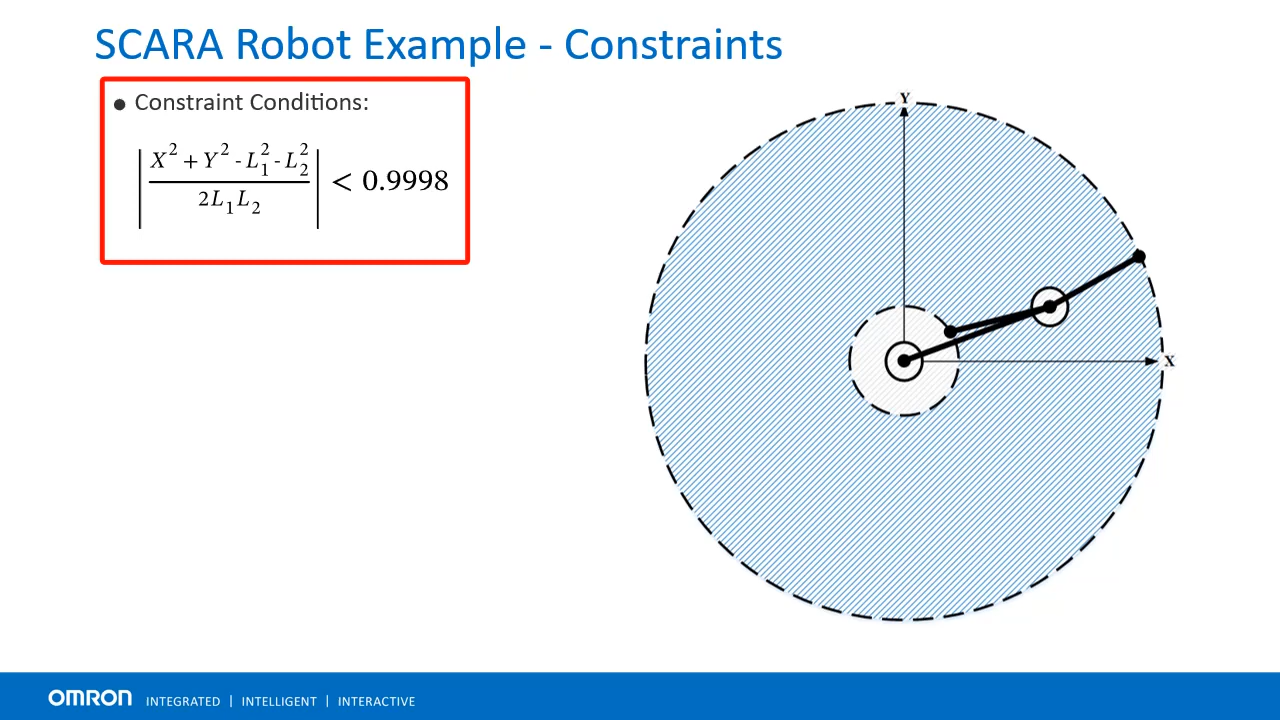 SCARA Robot Example - Constraints
● Constraint Conditions:
|(X² + Y² - L₁² - L₂²) / (2L₁L₂)| < 0.9998
Y
X
OMRON INTEGRATED | INTELLIGENT | INTERACTIVE